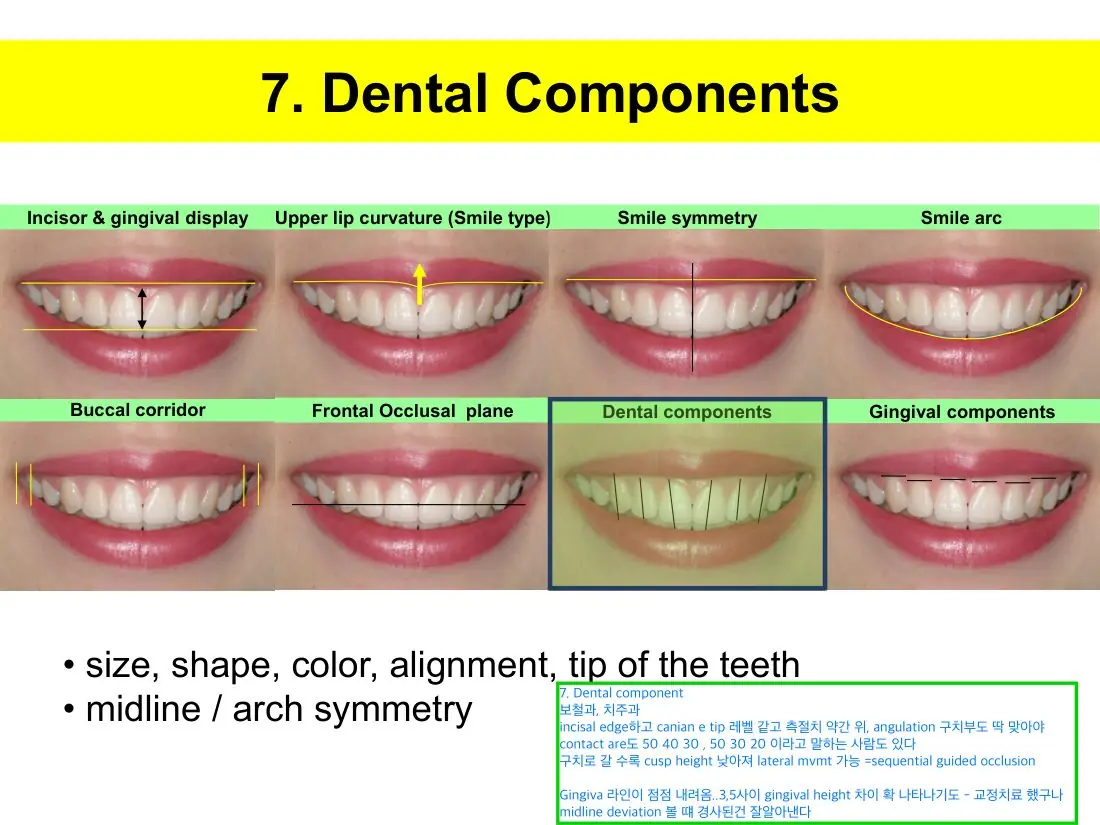 7. Dental Components
Incisor & gingival display
Upper lip curvature (Smile type)
Smile symmetry
Smile arc
Buccal corridor
Frontal Occlusal plane
Dental components
Gingival components
• size, shape, color, alignment, tip of the teeth
• midline / arch symmetry
7. Dental component
보철과, 치주과
incisal edge하고 canian e tip 레벨 같고 측절치 약간 위, angulation 구치부도 딱 맞아야
contact are도 50 40 30 , 50 30 20 이라고 말하는 사람도 있다
구치로 갈 수록 cusp height 낮아져 lateral mvmt 가능 =sequential guided occlusion
Gingiva 라인이 점점 내려옴..3,5사이 gingival height 차이 확 나타나기도 - 교정치료 했구나
midline deviation 볼 떄 경사된건 잘알아낸다